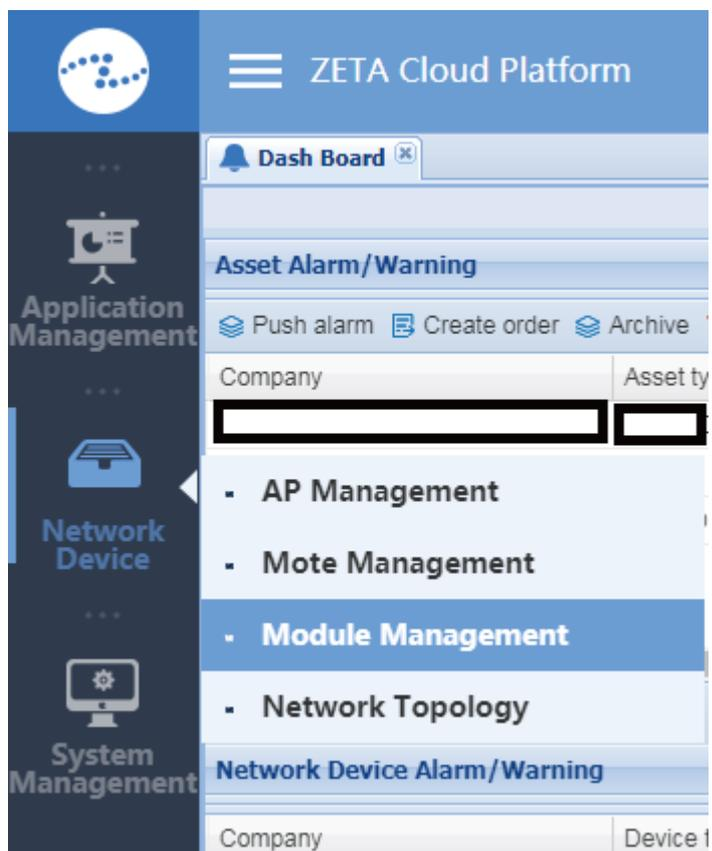 ZETA Cloud Platform
Dash Board
Application
Management
Asset Alarm/Warning
Push alarm Create order Archive
Company Asset ty
Network
Device
AP Management
Mote Management
Module Management
Network Topology
System
Management
Network Device Alarm/Warning
Company Device